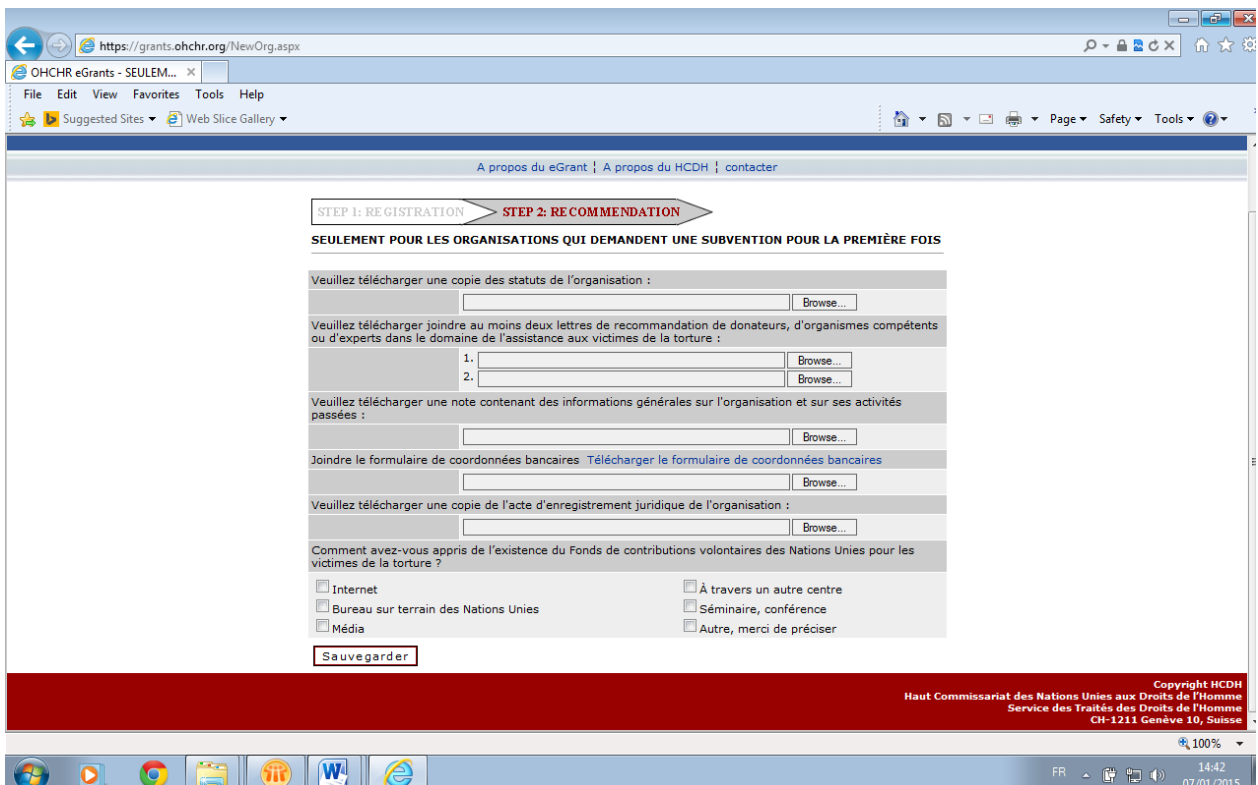 https://grants.ohchr.org/NewOrg.aspx
OHCHR eGrants - SEULEM...
File Edit View Favorites Tools Help
Suggested Sites Web Slice Gallery
Page Safety Tools
A propos du eGrant ¦ A propos du HCDH ¦ contacter
STEP 1: REGISTRATION STEP 2: RECOMMENDATION
SEULEMENT POUR LES ORGANISATIONS QUI DEMANDENT UNE SUBVENTION POUR LA PREMIÈRE FOIS
Veuillez télécharger une copie des statuts de l’organisation :
Browse...
Veuillez télécharger joindre au moins deux lettres de recommandation de donateurs, d'organismes compétents
ou d'experts dans le domaine de l'assistance aux victimes de la torture :
1. Browse...
2. Browse...
Veuillez télécharger une note contenant des informations générales sur l'organisation et sur ses activités
passées :
Browse...
Joindre le formulaire de coordonnées bancaires Télécharger le formulaire de coordonnées bancaires
Browse...
Veuillez télécharger une copie de l'acte d'enregistrement juridique de l'organisation :
Browse...
Comment avez-vous appris de l’existence du Fonds de contributions volontaires des Nations Unies pour les
victimes de la torture ?
Internet À travers un autre centre
Bureau sur terrain des Nations Unies Séminaire, conférence
Média Autre, merci de préciser
Sauvegarder
Copyright HCDH
Haut Commissariat des Nations Unies aux Droits de l’Homme
Service des Traités des Droits de l’Homme
CH-1211 Genève 10, Suisse
100%
FR 14:42
07/01/2015